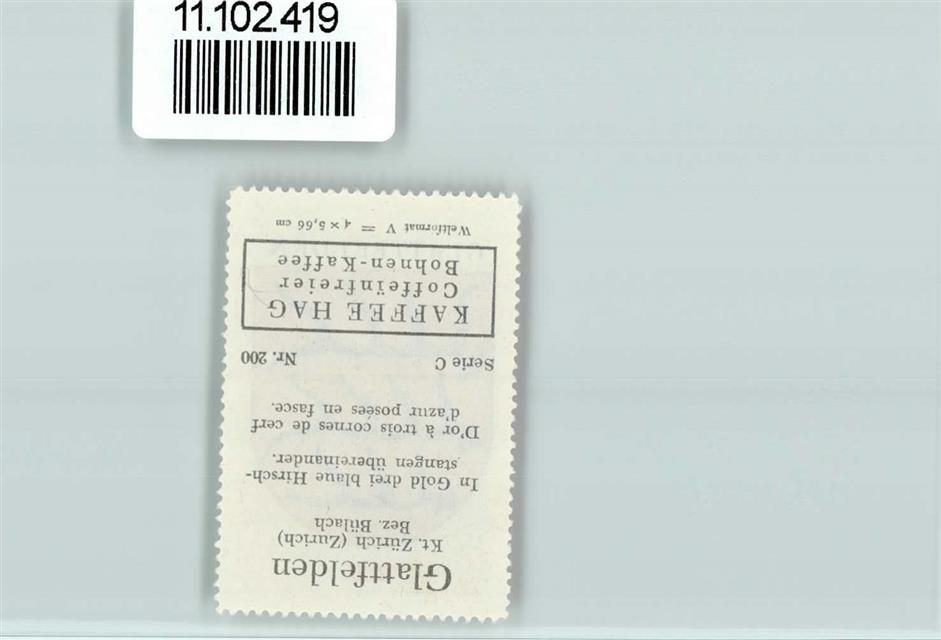 11.102.419
Glattfelden
Kt. Zürich (Zurich)
Bez. Bülach
In Gold drei blaue Hirsch-
stangen übereinander.
D'or à trois cornes de cerf
d'azur posées en fasce.
Serie C Nr. 200
KAFFEE HAG
Coffeïnfreier
Bohnen-Kaffee
Weltformat V = 4 × 5,66 cm